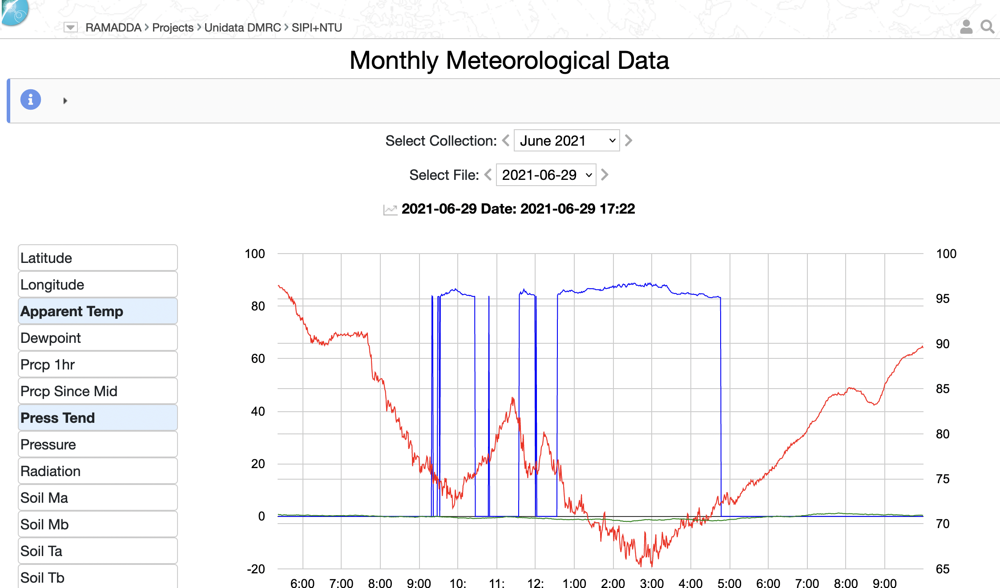 RAMADDA > Projects > Unidata DMRC > SIPI+NTU
Monthly Meteorological Data
Select Collection: June 2021
Select File: 2021-06-29
2021-06-29 Date: 2021-06-29 17:22
Latitude
Longitude
Apparent Temp
Dewpoint
Prcp 1hr
Prcp Since Mid
Press Tend
Pressure
Radiation
Soil Ma
Soil Mb
Soil Ta
Soil Tb
100
80
60
40
20
0
-20
100
95
90
85
80
75
70
65
6:00 7:00 8:00 9:00 10: 11: 12: 1:00 2:00 3:00 4:00 5:00 6:00 7:00 8:00 9:00